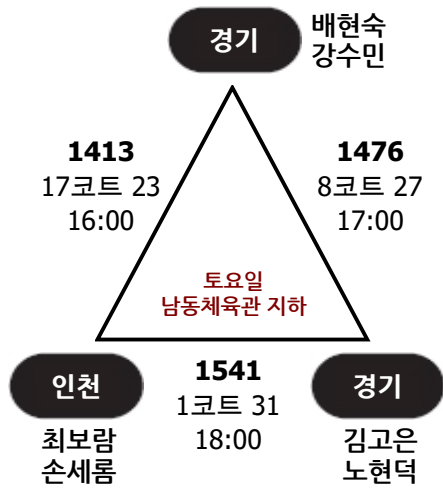 경기
배현숙
강수민
1413
17코트 23
16:00
1476
8코트 27
17:00
토요일
남동체육관 지하
인천
최보람
손세롬
1541
1코트 31
18:00
경기
김고은
노현덕